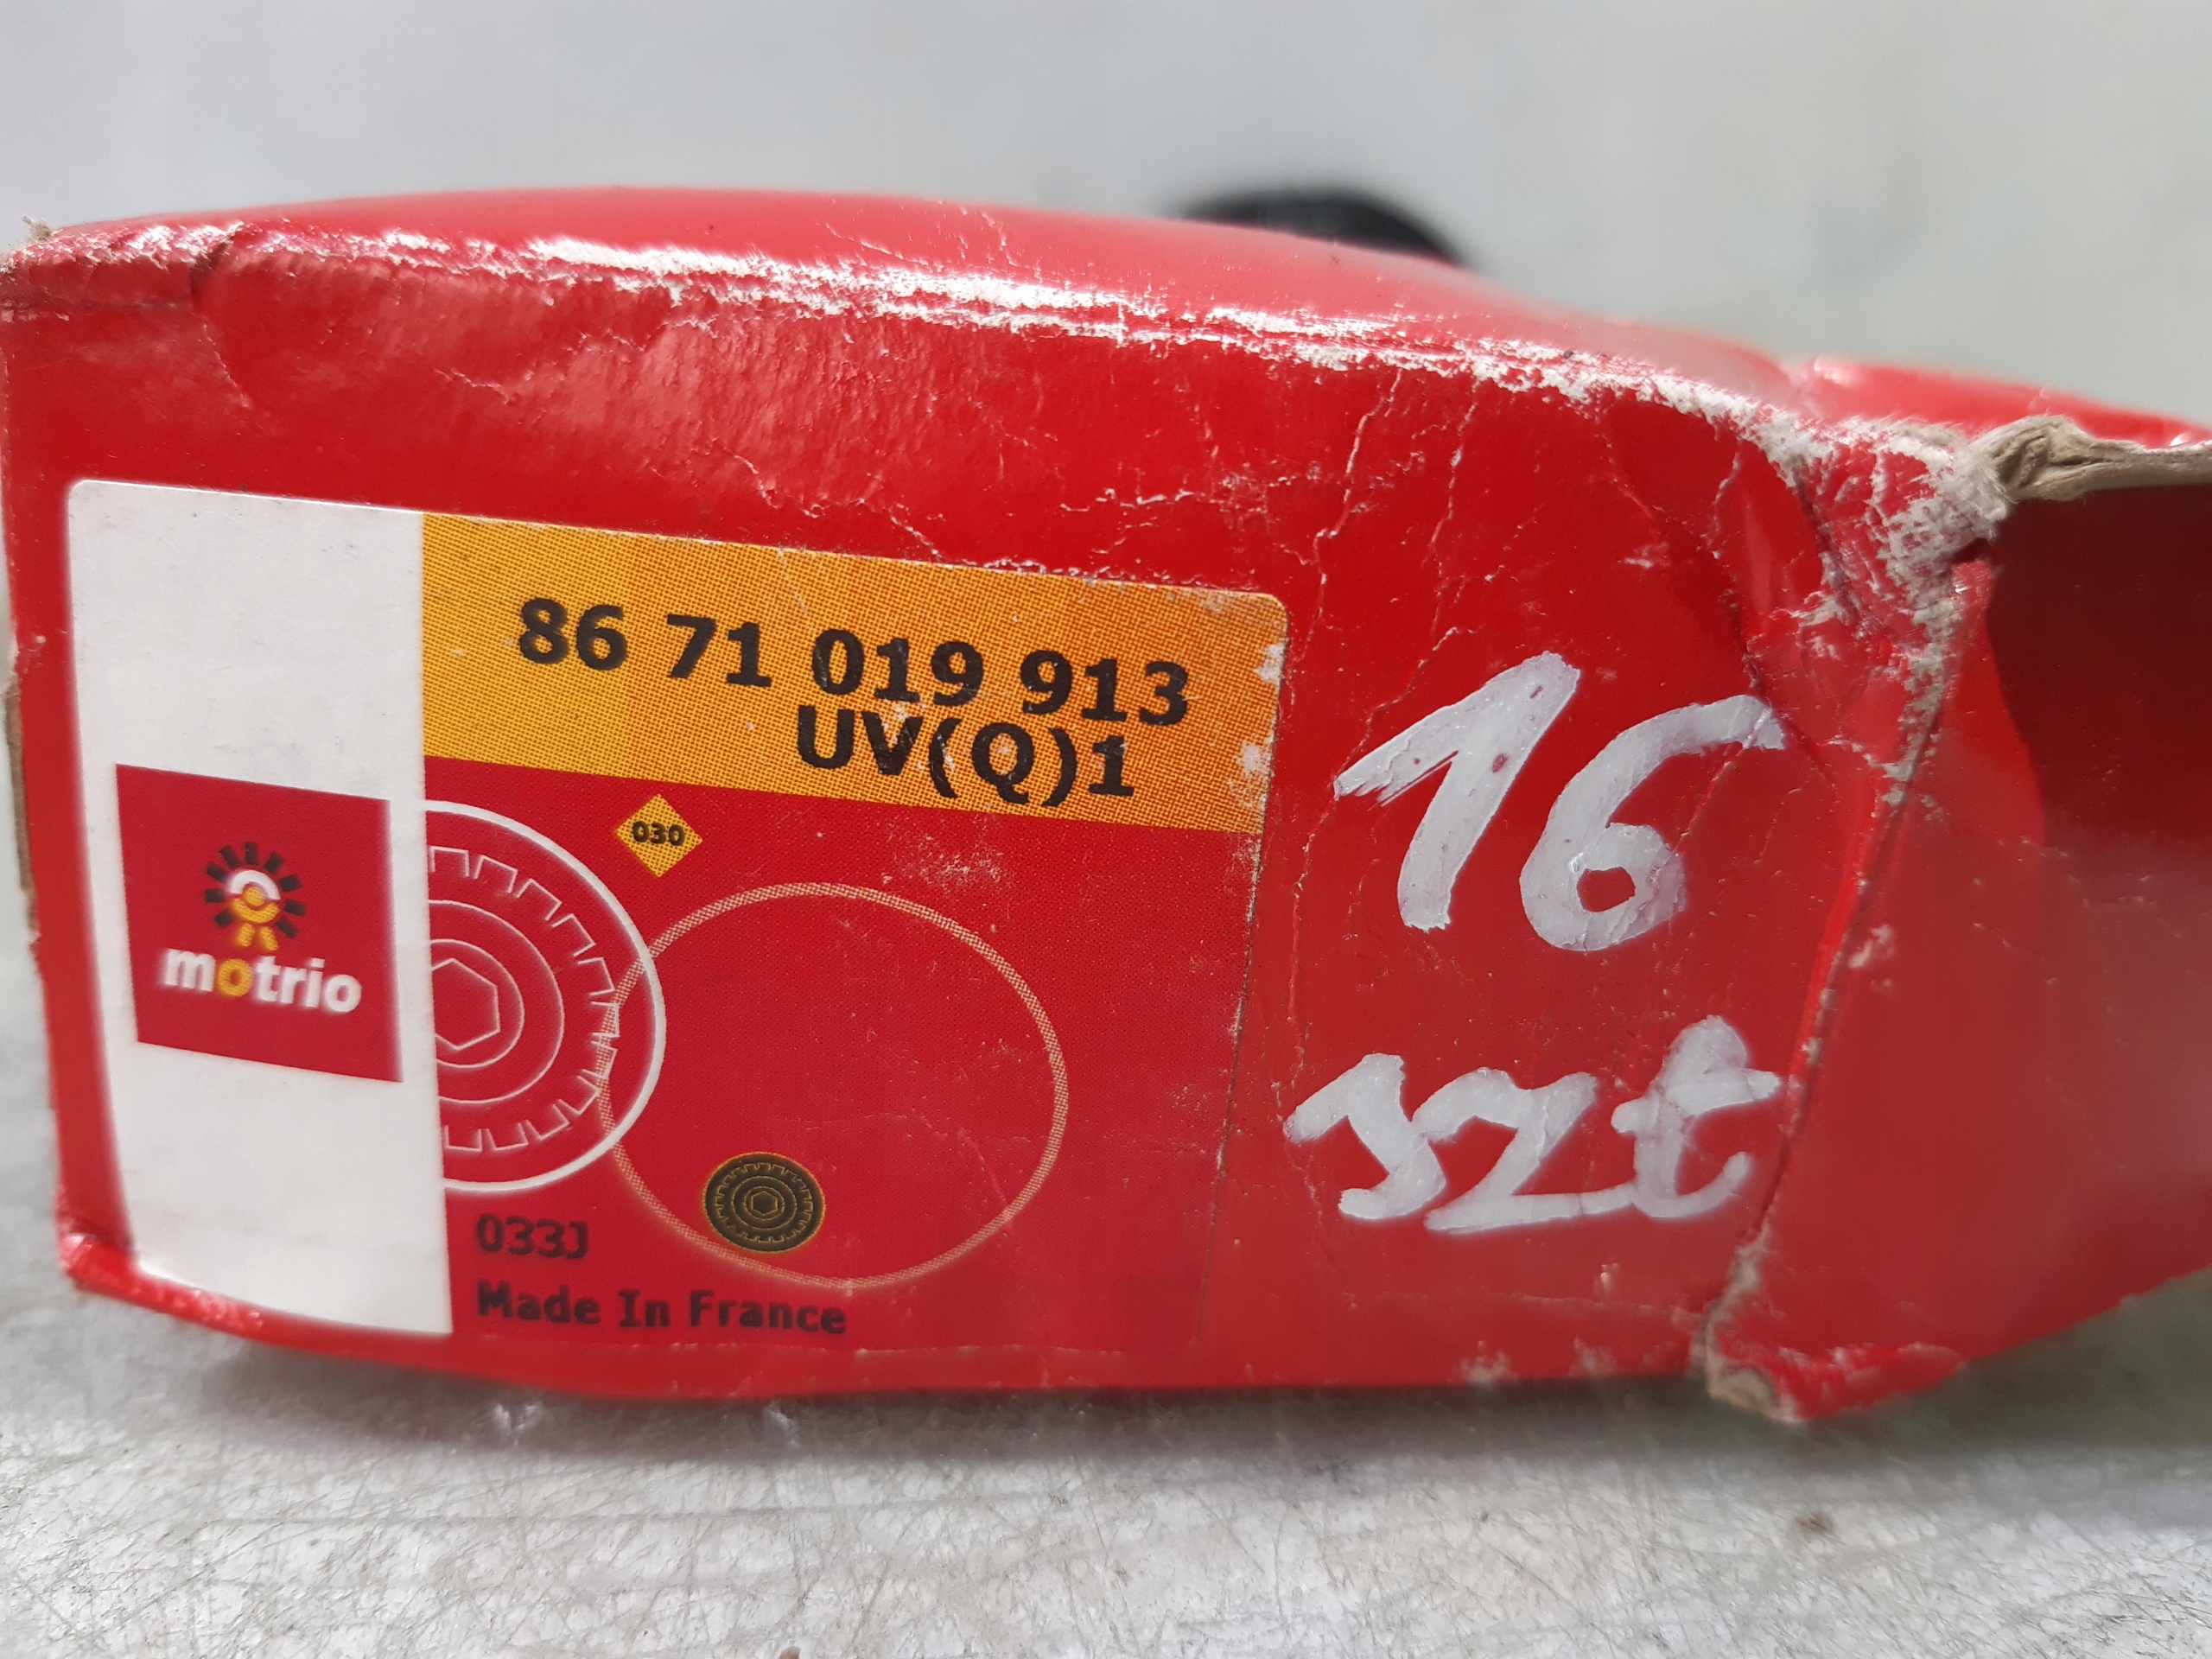 86 71 019 913
UV(Q)1
030
motrio
033J
Made In France
16
szt